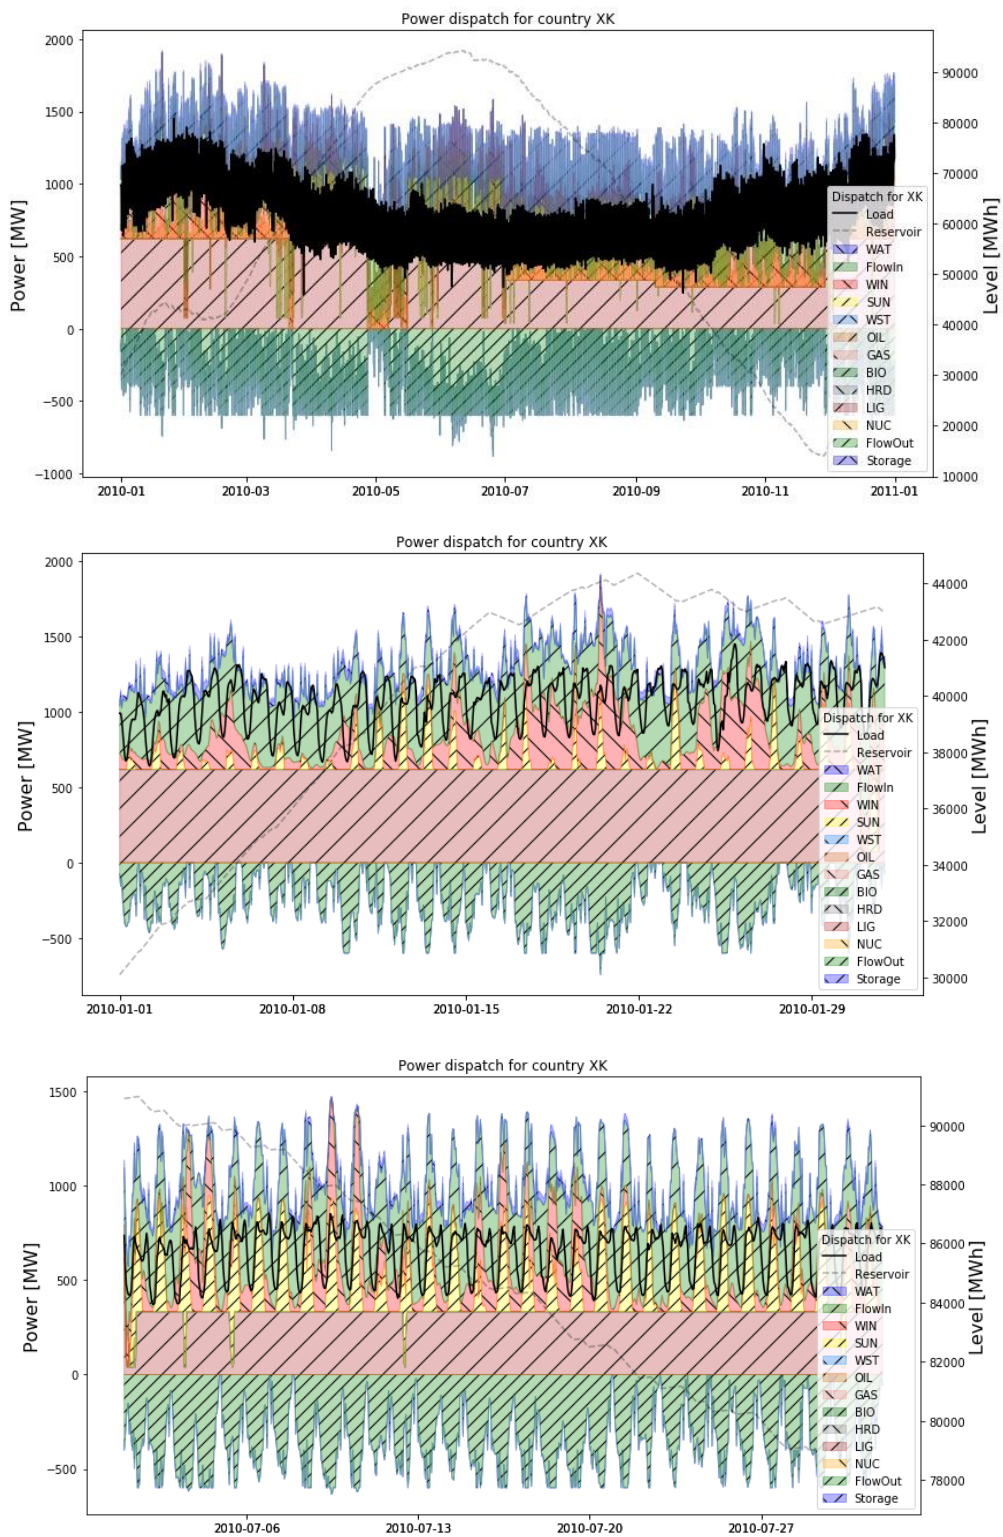 Power dispatch for country XK
2000
1500
1000
500
0
−500
−1000
Power [MW]
90000
80000
70000
60000
50000
40000
30000
20000
10000
Level [MWh]
Dispatch for XK
Load
Reservoir
WAT
FlowIn
WIN
SUN
WST
OIL
GAS
BIO
HRD
LIG
NUC
FlowOut
Storage
2010-01
2010-03
2010-05
2010-07
2010-09
2010-11
2011-01
Power dispatch for country XK
2000
1500
1000
500
0
−500
Power [MW]
44000
42000
40000
38000
36000
34000
32000
30000
Level [MWh]
Dispatch for XK
Load
Reservoir
WAT
FlowIn
WIN
SUN
WST
OIL
GAS
BIO
HRD
LIG
NUC
FlowOut
Storage
2010-01-01
2010-01-08
2010-01-15
2010-01-22
2010-01-29
Power dispatch for country XK
1500
1000
500
0
−500
Power [MW]
90000
88000
86000
84000
82000
80000
78000
Level [MWh]
Dispatch for XK
Load
Reservoir
WAT
FlowIn
WIN
SUN
WST
OIL
GAS
BIO
HRD
LIG
NUC
FlowOut
Storage
2010-07-06
2010-07-13
2010-07-20
2010-07-27